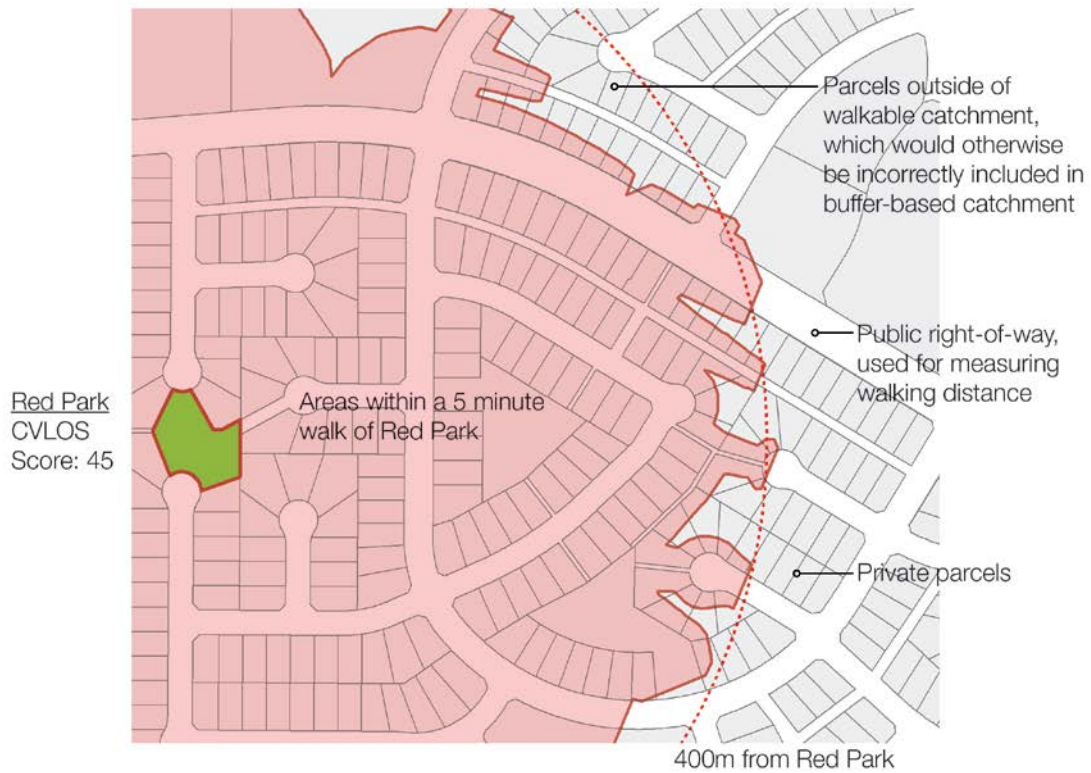 Parcels outside of
walkable catchment,
which would otherwise
be incorrectly included in
buffer-based catchment
Public right-of-way,
used for measuring
walking distance
Red Park
CVLOS
Score: 45
Areas within a 5 minute
walk of Red Park
Private parcels
400m from Red Park